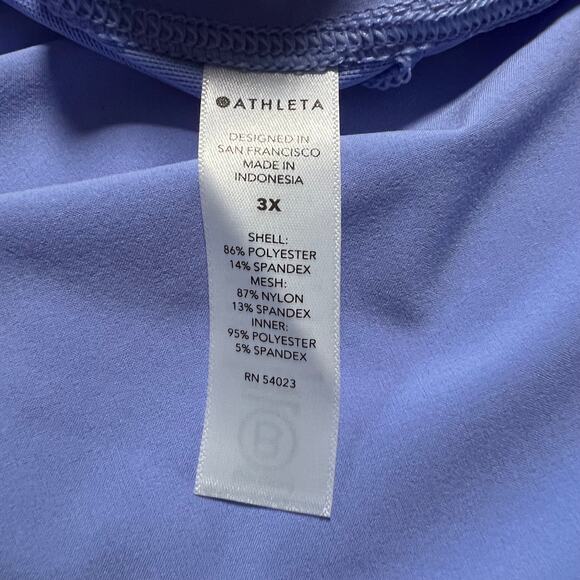 ATHLETA
DESIGNED IN
SAN FRANCISCO
MADE IN
INDONESIA
3X
SHELL:
86% POLYESTER
14% SPANDEX
MESH:
87% NYLON
13% SPANDEX
INNER:
95% POLYESTER
5% SPANDEX
RN 54023